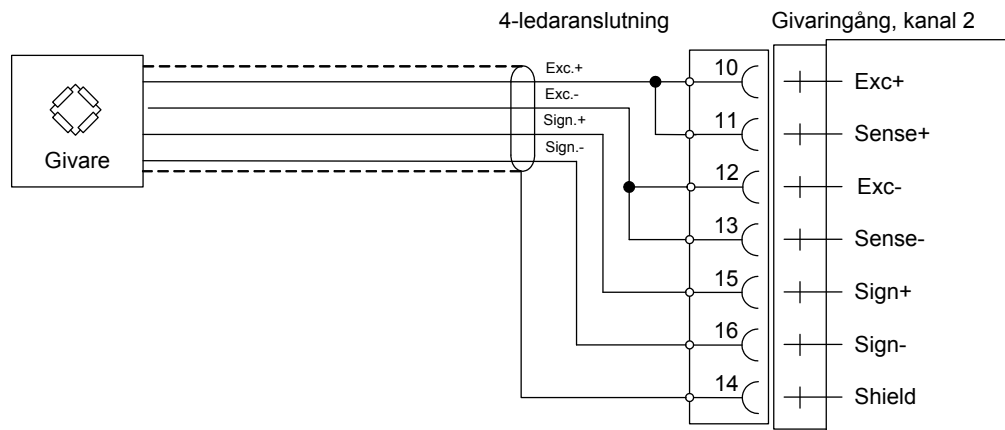 4-ledaranslutning
Givaringång, kanal 2
Givare
Exc.+
Exc.-
Sign.+
Sign.-
10
Exc+
11
Sense+
12
Exc-
13
Sense-
15
Sign+
16
Sign-
14
Shield